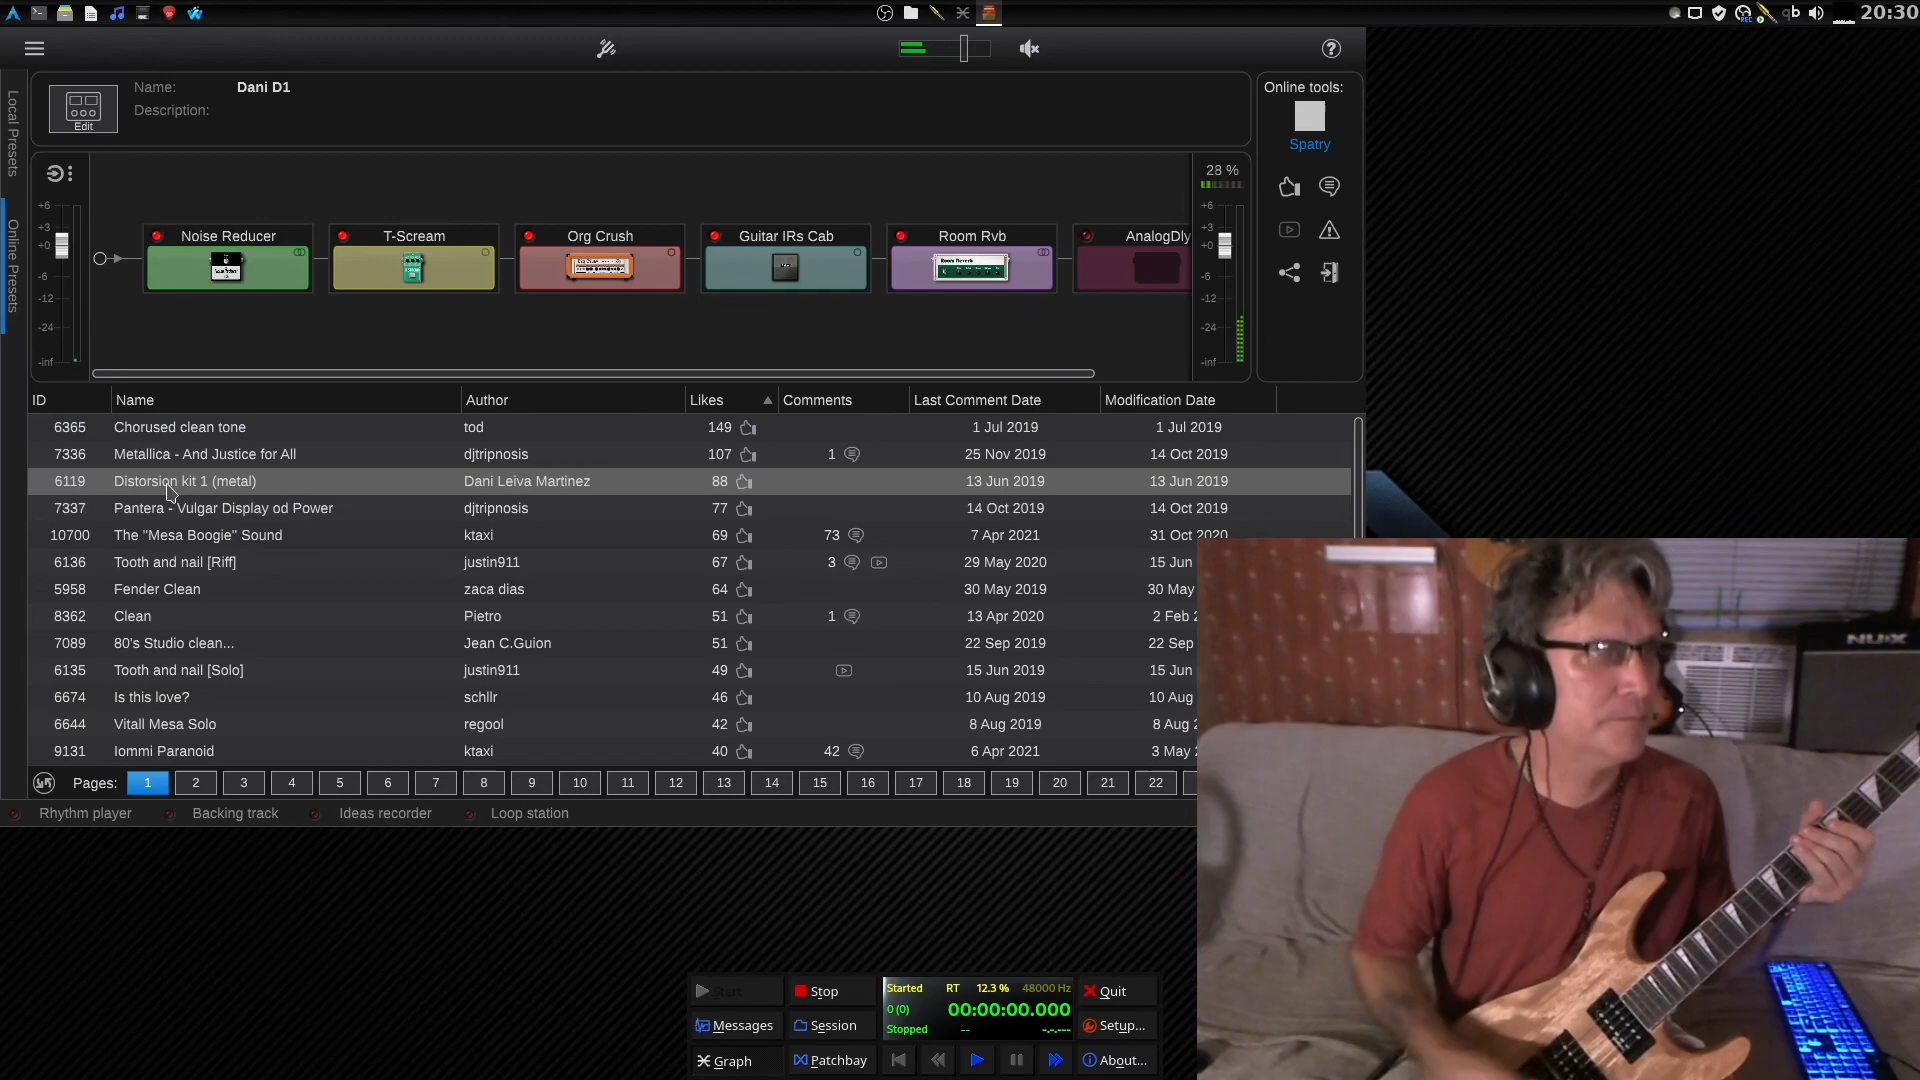 20:30
Name: Dani D1
Edit
Description:
Online tools:
Spatry
Local Presets
Online Presets
28 %
+6
+3
+0
-6
-12
-24
-inf
Noise Reducer
T-Scream
Org Crush
Guitar IRs Cab
Room Rvb
AnalogDly
+6
+3
+0
-6
-12
-24
-inf
ID Name Author Likes Comments Last Comment Date Modification Date
6365 Chorused clean tone tod 149 1 Jul 2019 1 Jul 2019
7336 Metallica - And Justice for All djtripnosis 107 1 25 Nov 2019 14 Oct 2019
6119 Distorsion kit 1 (metal) Dani Leiva Martinez 88 13 Jun 2019 13 Jun 2019
7337 Pantera - Vulgar Display od Power djtripnosis 77 14 Oct 2019 14 Oct 2019
10700 The "Mesa Boogie" Sound ktaxi 69 73 7 Apr 2021 31 Oct 2020
6136 Tooth and nail [Riff] justin911 67 3 29 May 2020 15 Jun
5958 Fender Clean zaca dias 64 30 May 2019 30 May
8362 Clean Pietro 51 1 13 Apr 2020 2 Feb 2
7089 80's Studio clean... Jean C.Guion 51 22 Sep 2019 22 Sep
6135 Tooth and nail [Solo] justin911 49 15 Jun 2019 15 Jun
6674 Is this love? schllr 46 10 Aug 2019 10 Aug
6644 Vitall Mesa Solo regool 42 8 Aug 2019 8 Aug 2
9131 Iommi Paranoid ktaxi 40 42 6 Apr 2021 3 May
Pages: 1 2 3 4 5 6 7 8 9 10 11 12 13 14 15 16 17 18 19 20 21 22
Rhythm player Backing track Ideas recorder Loop station
NUX
Start Stop Started RT 12.3 % 48000 Hz Quit
0 (0) 00:00:00.000
Messages Session Stopped -- -.-.--- Setup...
Graph Patchbay About...